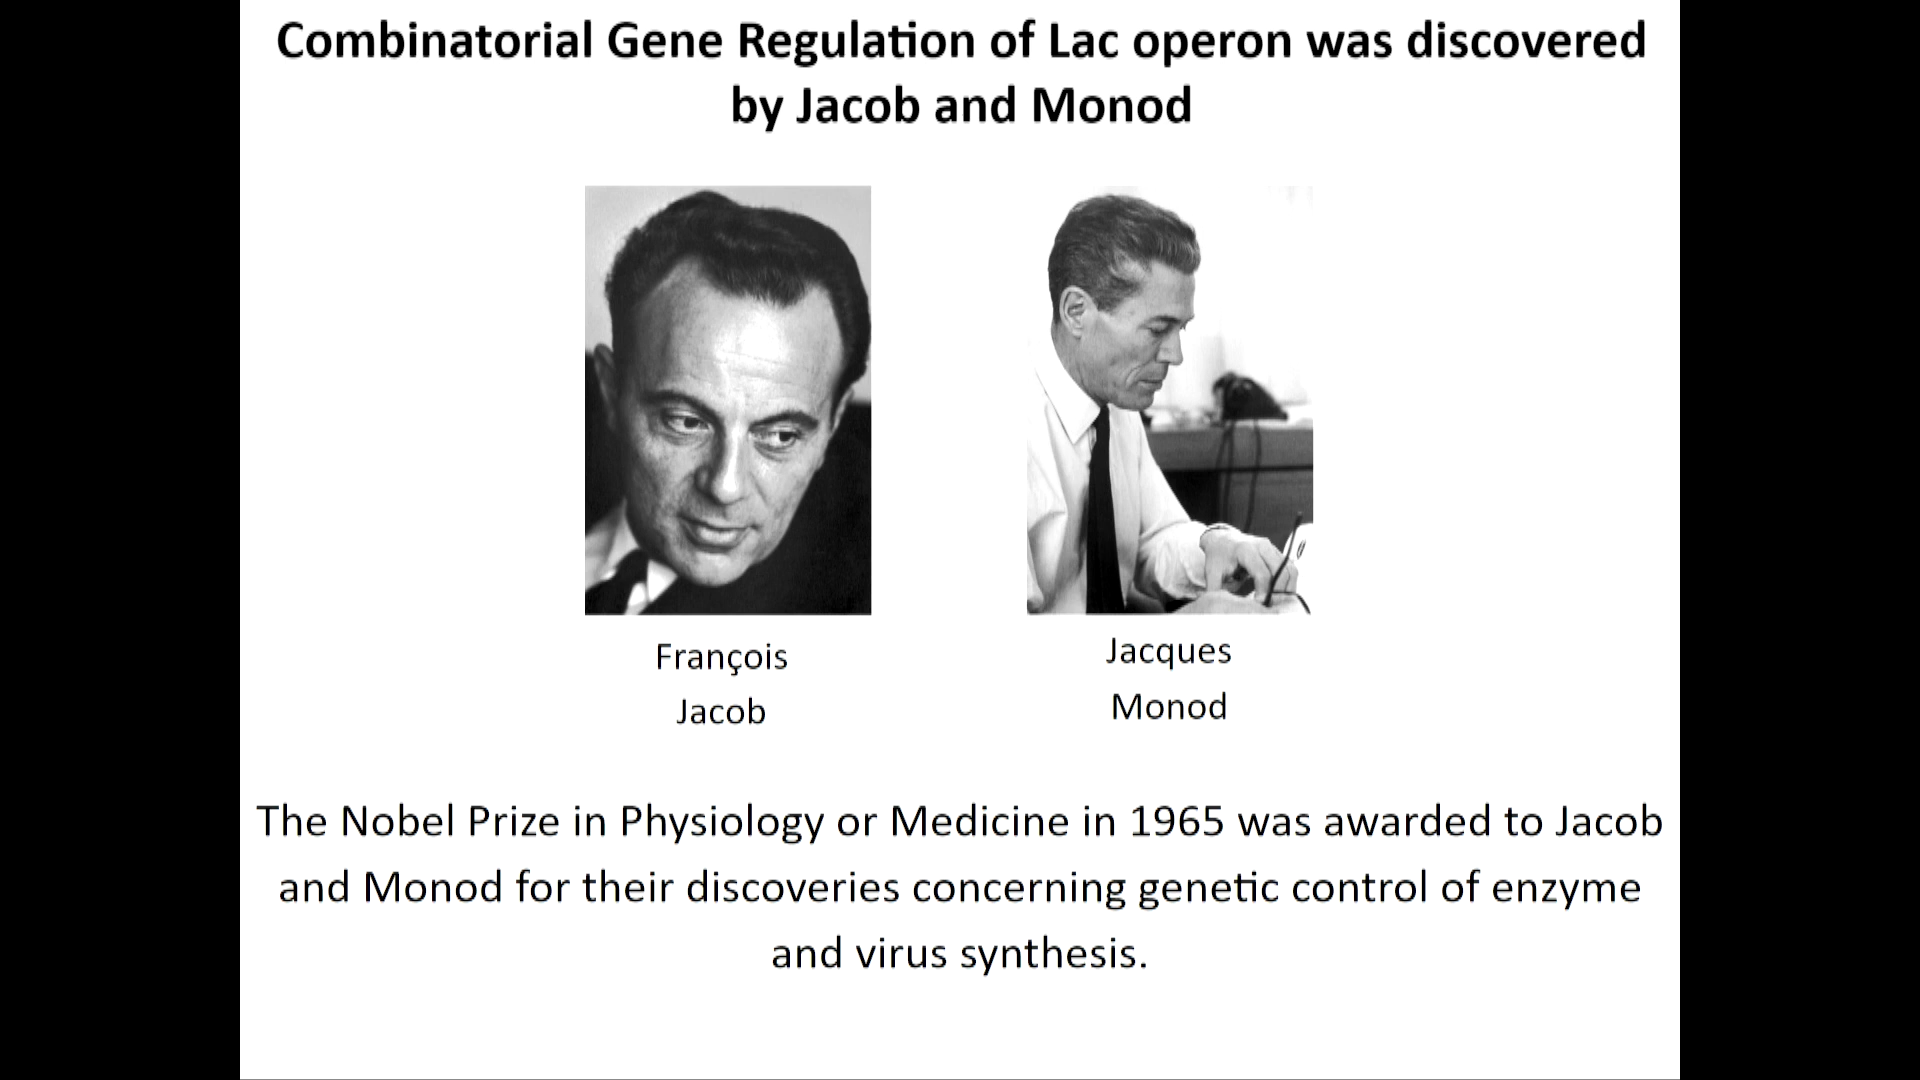 Combinatorial Gene Regulation of Lac operon was discovered
by Jacob and Monod
François
Jacob
Jacques
Monod
The Nobel Prize in Physiology or Medicine in 1965 was awarded to Jacob
and Monod for their discoveries concerning genetic control of enzyme
and virus synthesis.